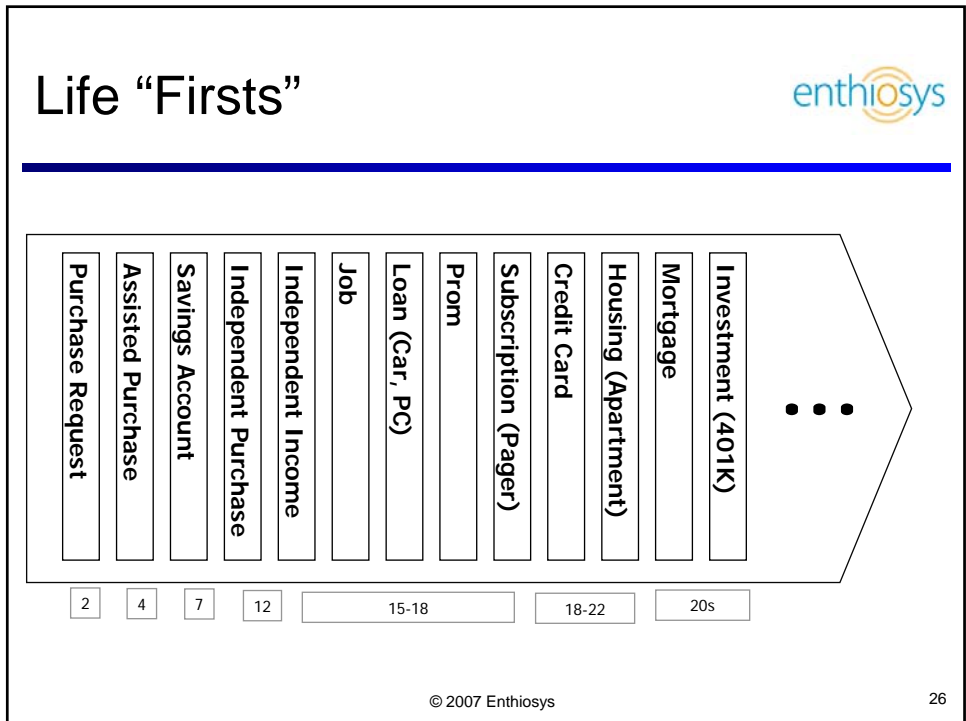 Life “Firsts”
enthiosys
Purchase Request
Assisted Purchase
Savings Account
Independent Purchase
Independent Income
Job
Loan (Car, PC)
Prom
Subscription (Pager)
Credit Card
Housing (Apartment)
Mortgage
Investment (401K)
• • •
2
4
7
12
15-18
18-22
20s
© 2007 Enthiosys
26